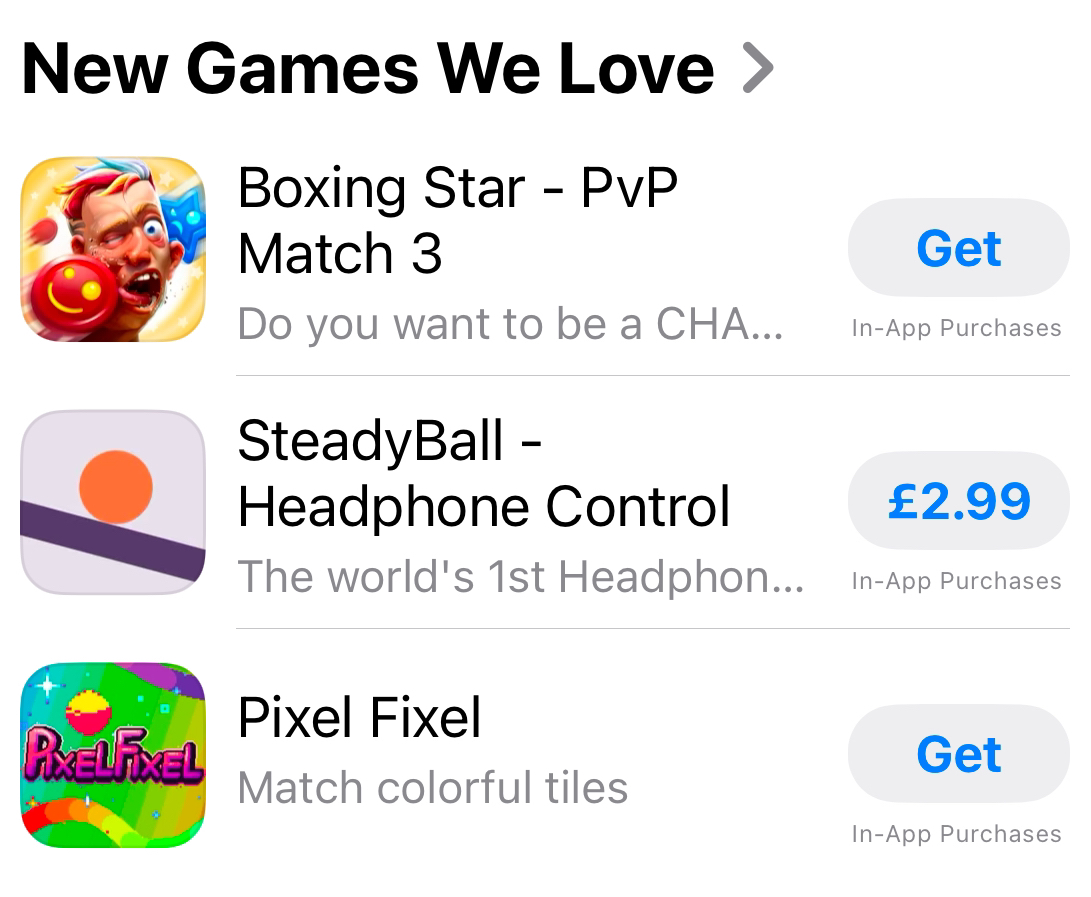 New Games We Love
Boxing Star - PvP
Match 3
Do you want to be a CHA...
Get
In-App Purchases
SteadyBall -
Headphone Control
The world's 1st Headphon...
£2.99
In-App Purchases
PIXELFIXEL
Pixel Fixel
Match colorful tiles
Get
In-App Purchases